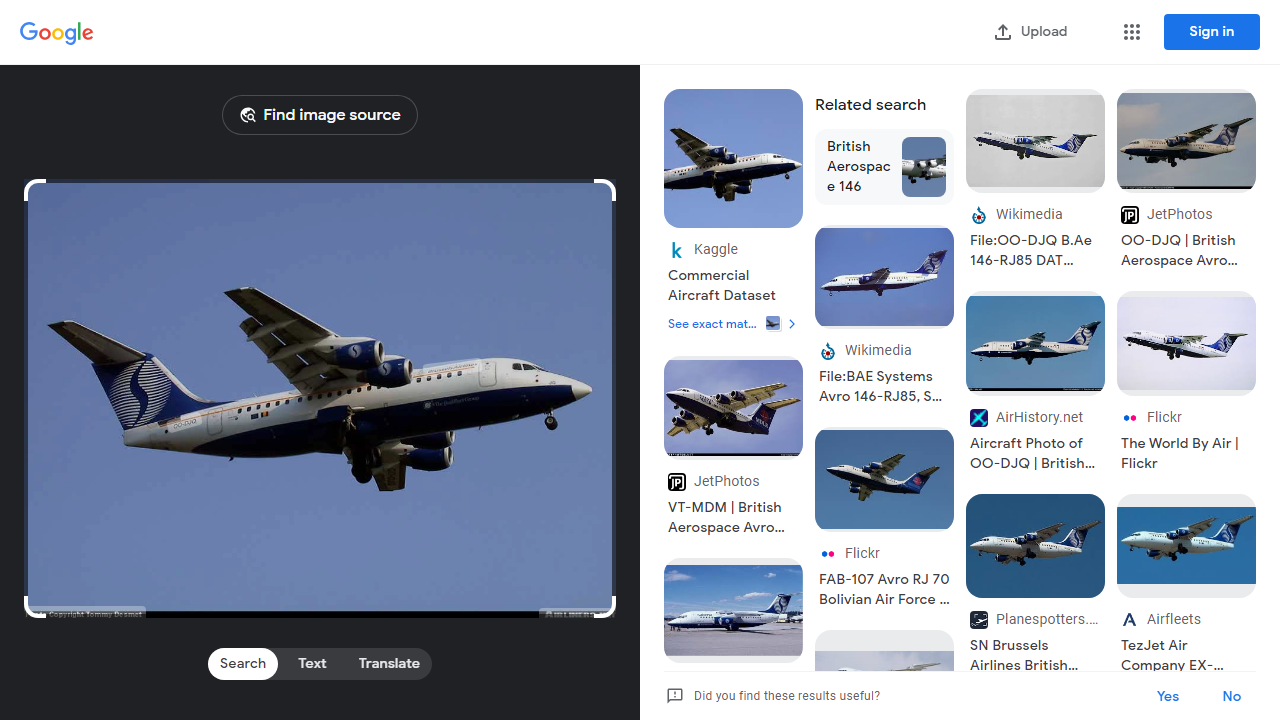 Google
Upload
Sign in
Find image source
OO-DJQ
Copyright Tommy Desmet
AIRLINERS
Search
Text
Translate
Kaggle
Commercial
Aircraft Dataset
See exact mat...
JetPhotos
VT-MDM | British
Aerospace Avro...
Related search
British
Aerospac
e 146
Wikimedia
File:BAE Systems
Avro 146-RJ85, S...
Flickr
FAB-107 Avro RJ 70
Bolivian Air Force ...
Wikimedia
File:OO-DJQ B.Ae
146-RJ85 DAT...
AirHistory.net
Aircraft Photo of
OO-DJQ | British...
Planespotters....
SN Brussels
Airlines British...
JetPhotos
OO-DJQ | British
Aerospace Avro...
Flickr
The World By Air |
Flickr
Airfleets
TezJet Air
Company EX-...
Did you find these results useful?
Yes
No